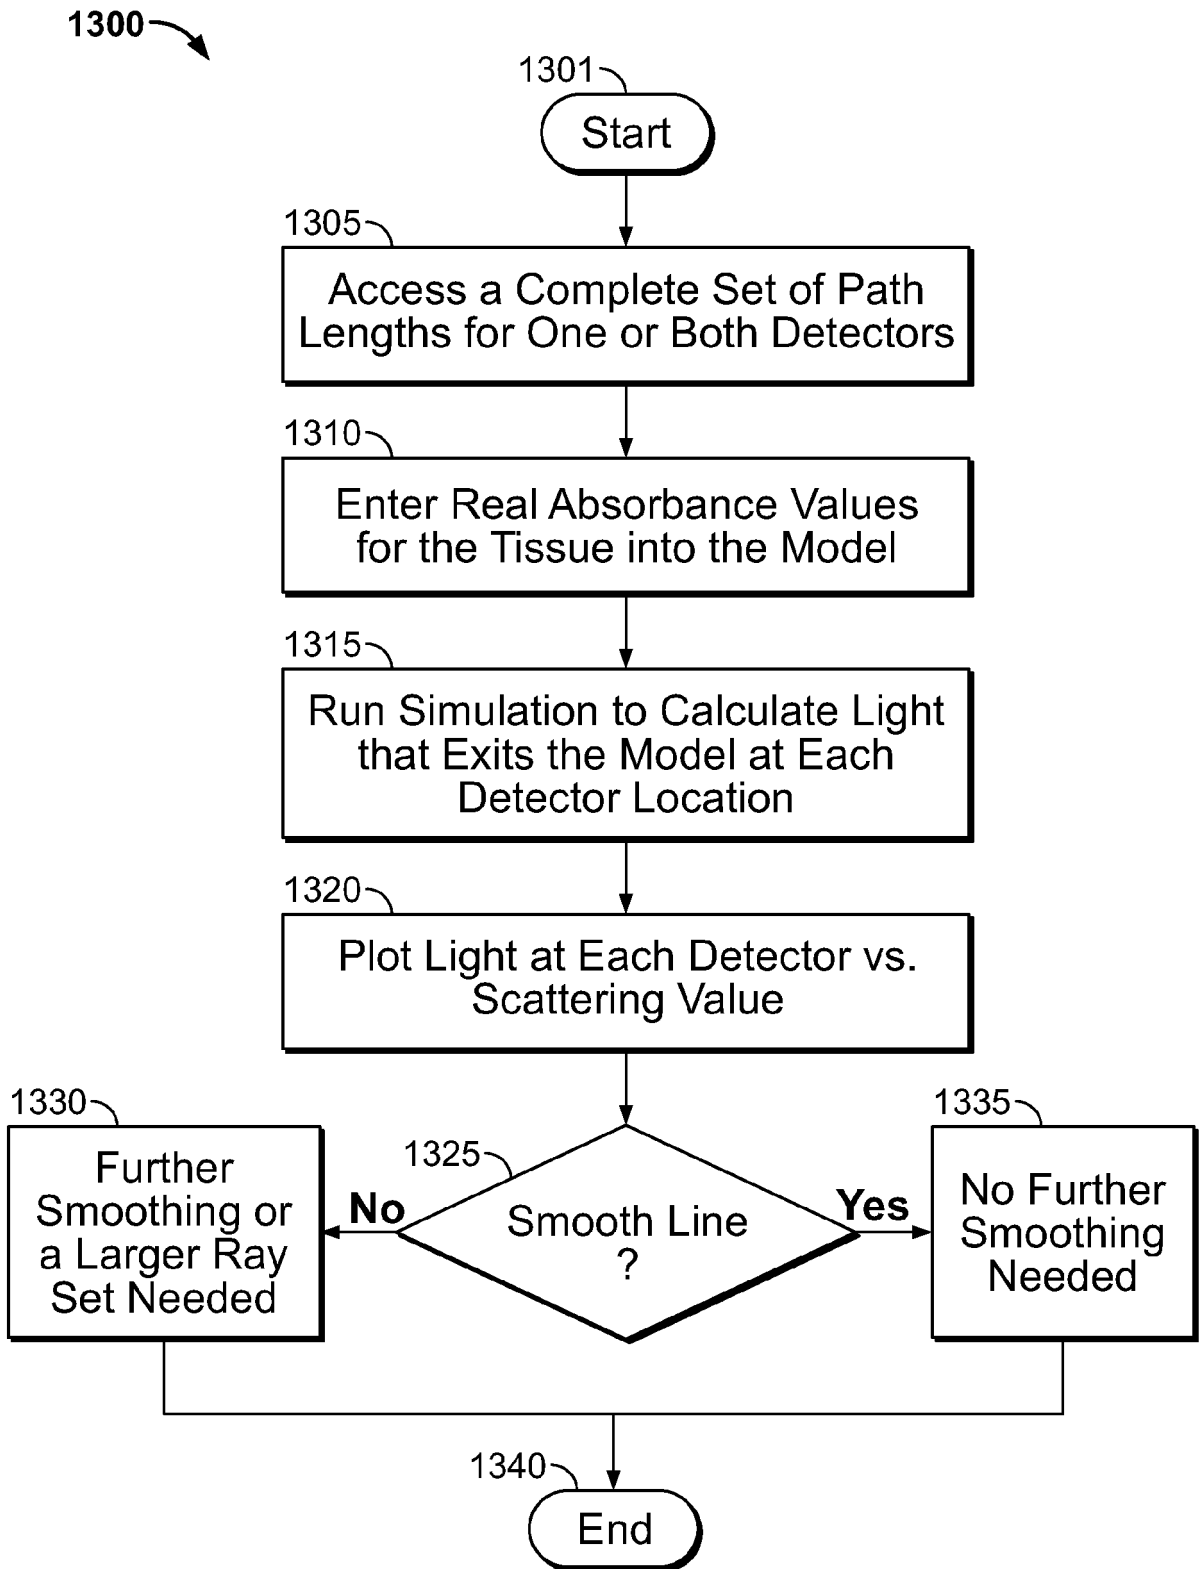 1300
1301
Start
1305
Access a Complete Set of Path
Lengths for One or Both Detectors
1310
Enter Real Absorbance Values
for the Tissue into the Model
1315
Run Simulation to Calculate Light
that Exits the Model at Each
Detector Location
1320
Plot Light at Each Detector vs.
Scattering Value
1330
Further
Smoothing or
a Larger Ray
Set Needed
No
1325
Smooth Line
?
Yes
1335
No Further
Smoothing
Needed
1340
End